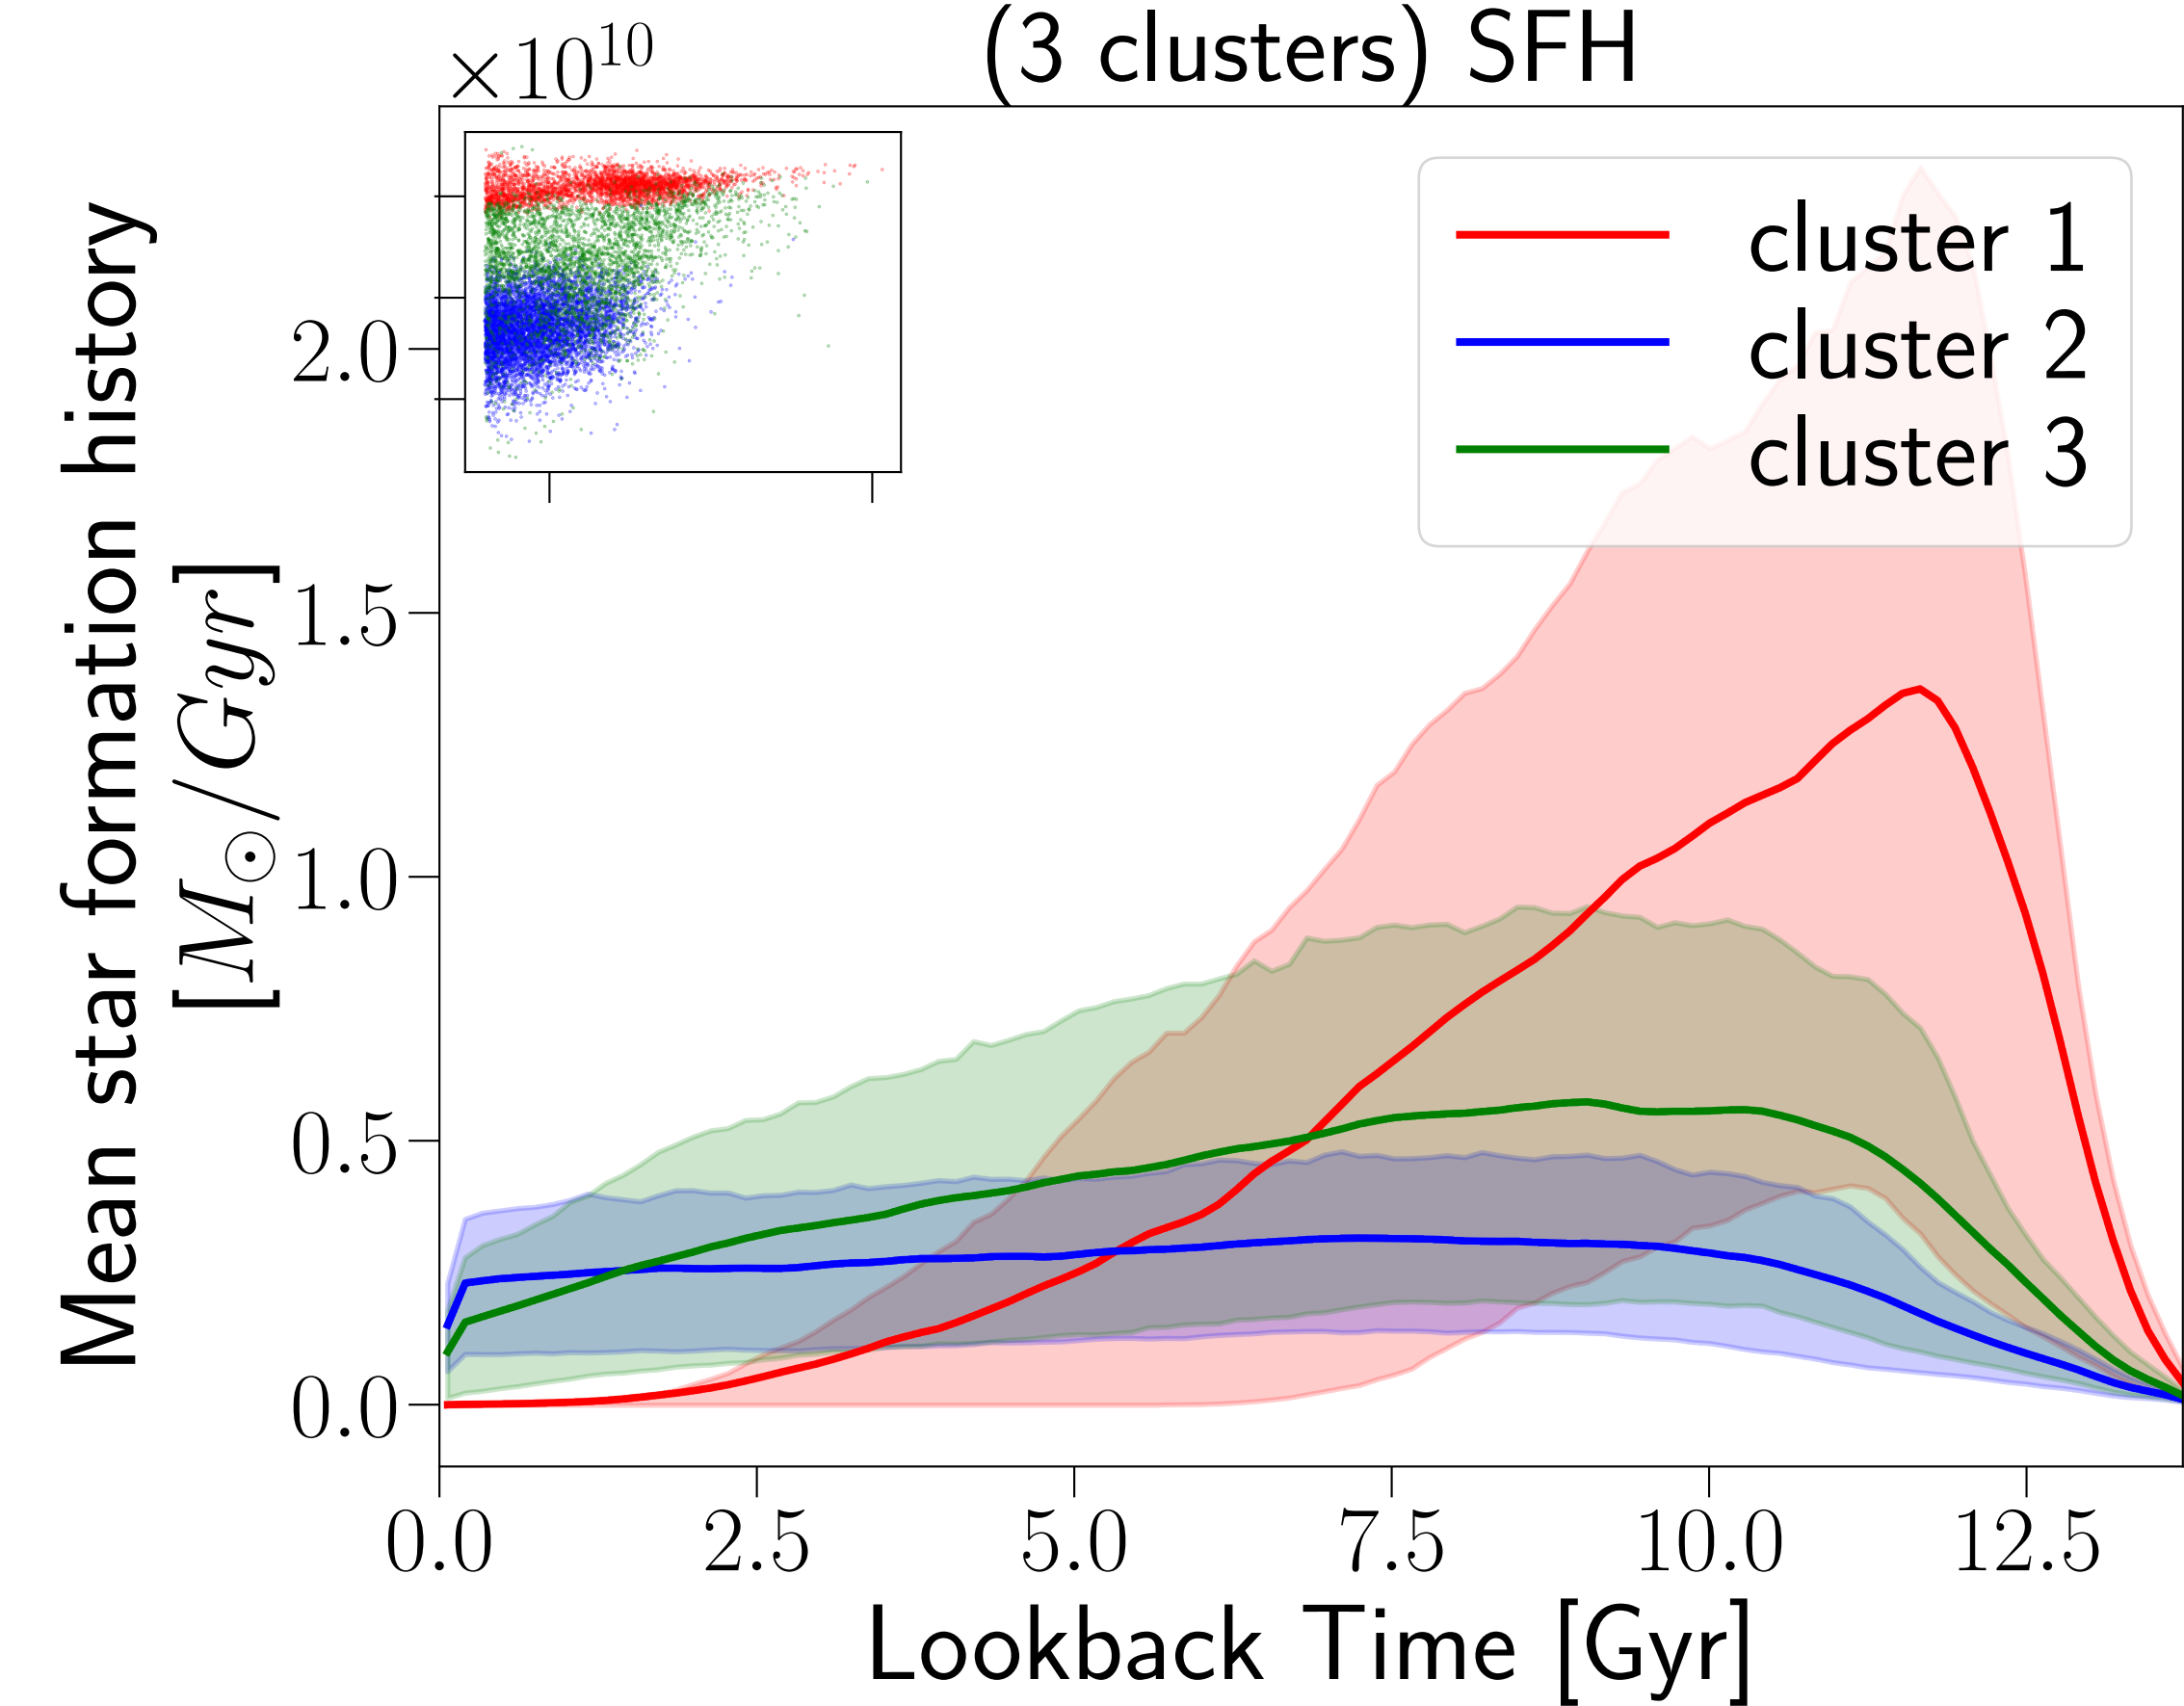 (3 clusters) SFH
×10^10
cluster 1
cluster 2
cluster 3
Mean star formation history
[M⊙/Gyr]
2.0
1.5
1.0
0.5
0.0
0.0 2.5 5.0 7.5 10.0 12.5
Lookback Time [Gyr]